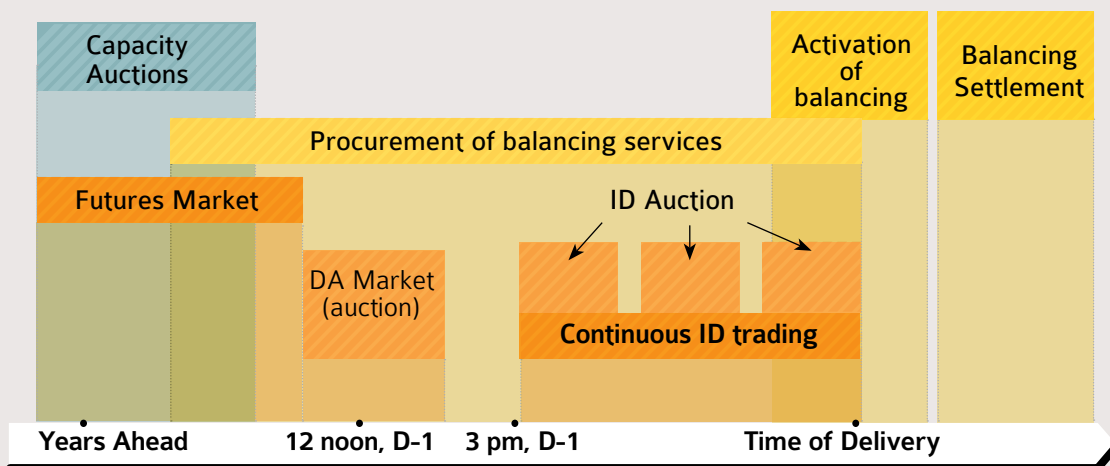 Capacity
Auctions
Activation
of
balancing
Balancing
Settlement
Procurement of balancing services
Futures Market
ID Auction
DA Market
(auction)
Continuous ID trading
Years Ahead
12 noon, D-1
3 pm, D-1
Time of Delivery